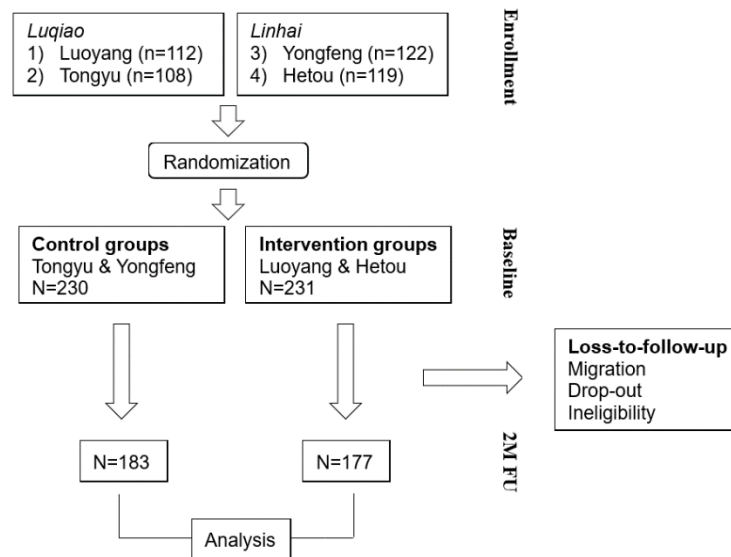 Luqiao
1) Luoyang (n=112)
2) Tongyu (n=108)
Linhai
3) Yongfeng (n=122)
4) Hetou (n=119)
Enrollment
Randomization
Control groups
Tongyu & Yongfeng
N=230
Intervention groups
Luoyang & Hetou
N=231
Baseline
Loss-to-follow-up
Migration
Drop-out
Ineligibility
N=183
N=177
2M FU
Analysis